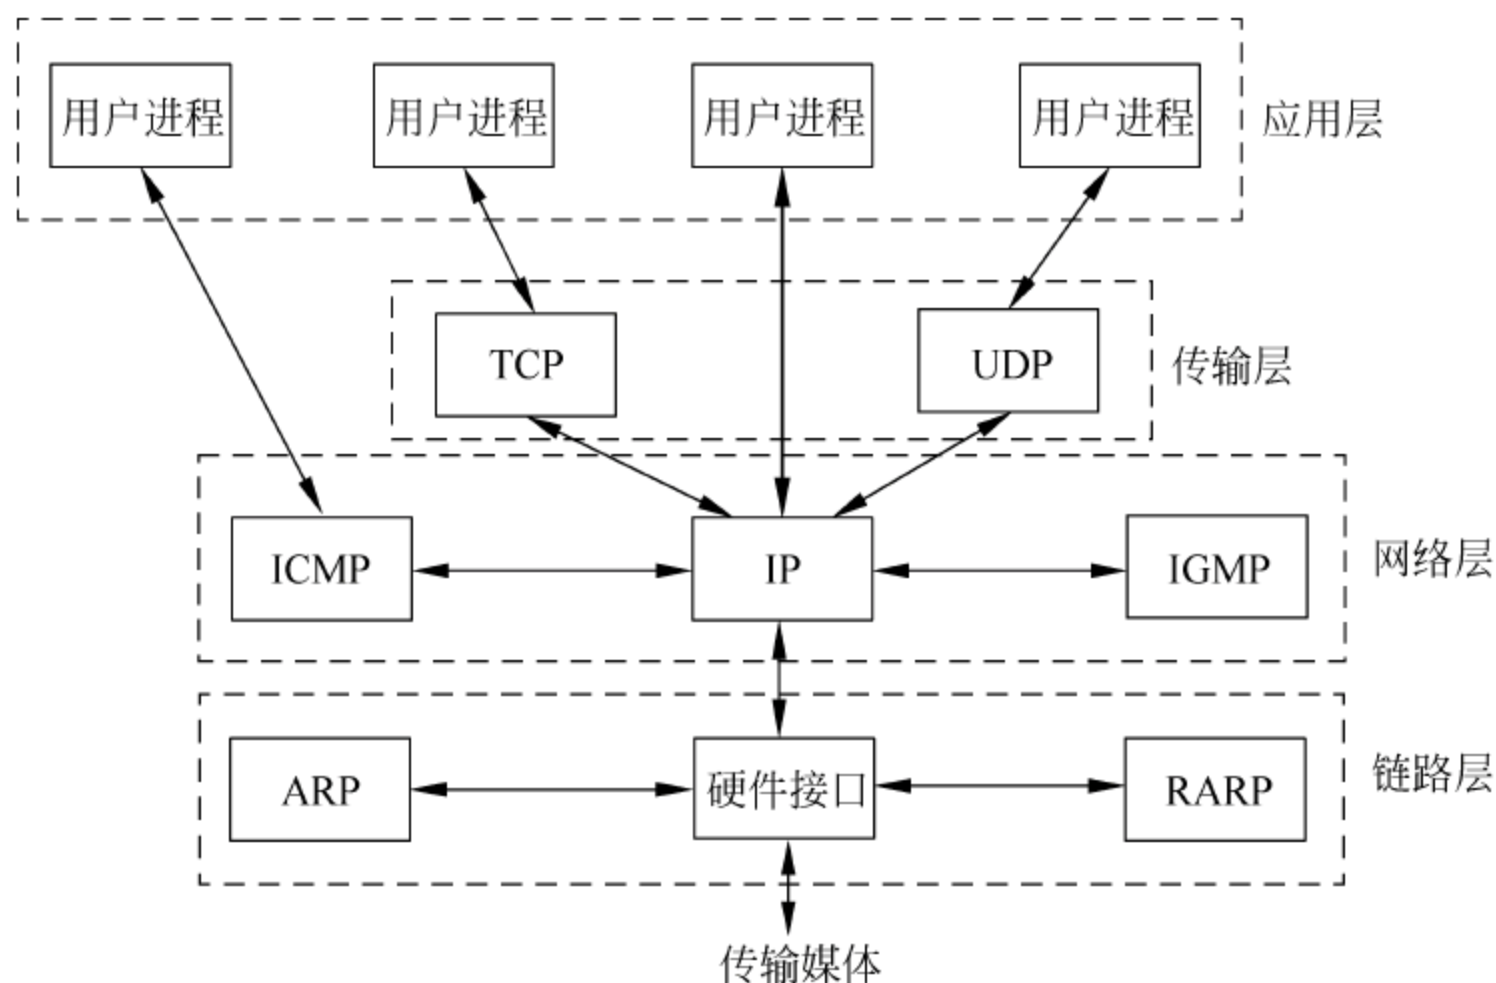 用户进程
用户进程
用户进程
用户进程
应用层
TCP
UDP
传输层
ICMP
IP
IGMP
网络层
ARP
硬件接口
RARP
链路层
传输媒体